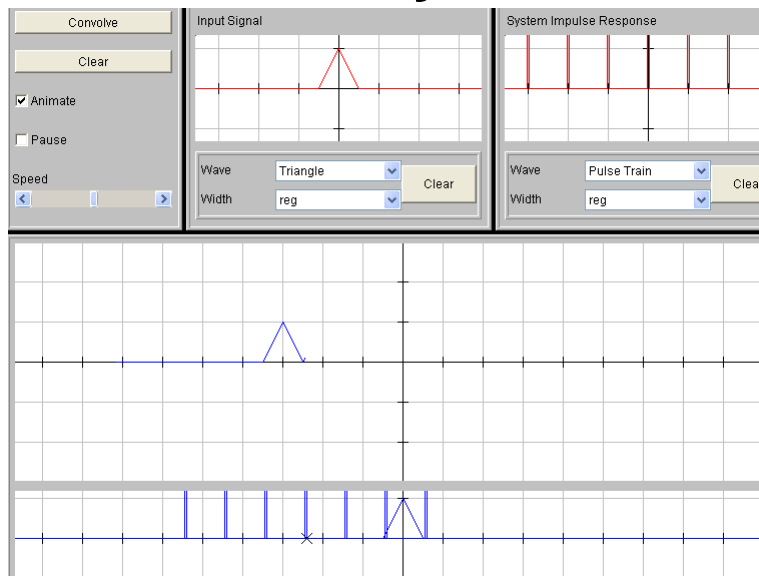 Convolve
Clear
Animate
Pause
Speed
Input Signal
Wave
Triangle
Width
reg
Clear
System Impulse Response
Wave
Pulse Train
Width
reg
Clea